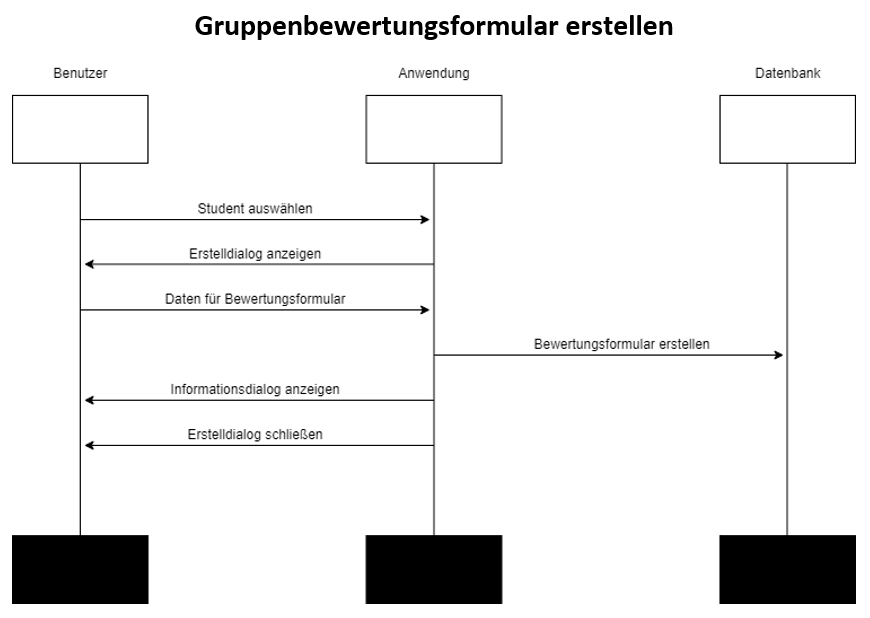 Gruppenbewertungsformular erstellen
Benutzer
Anwendung
Datenbank
Student auswählen
Erstelldialog anzeigen
Daten für Bewertungsformular
Bewertungsformular erstellen
Informationsdialog anzeigen
Erstelldialog schließen